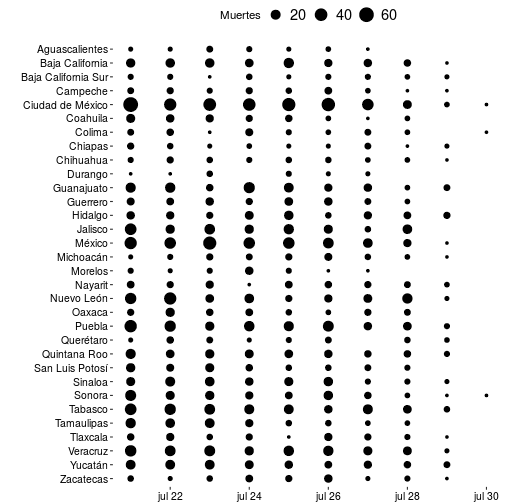 Muertes 20 40 60
Aguascalientes
Baja California
Baja California Sur
Campeche
Ciudad de México
Coahuila
Colima
Chiapas
Chihuahua
Durango
Guanajuato
Guerrero
Hidalgo
Jalisco
México
Michoacán
Morelos
Nayarit
Nuevo León
Oaxaca
Puebla
Querétaro
Quintana Roo
San Luis Potosí
Sinaloa
Sonora
Tabasco
Tamaulipas
Tlaxcala
Veracruz
Yucatán
Zacatecas
jul 22 jul 24 jul 26 jul 28 jul 30